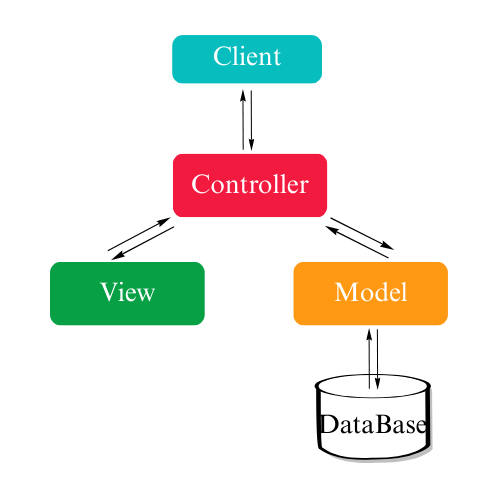 Client
Controller
View
Model
DataBase